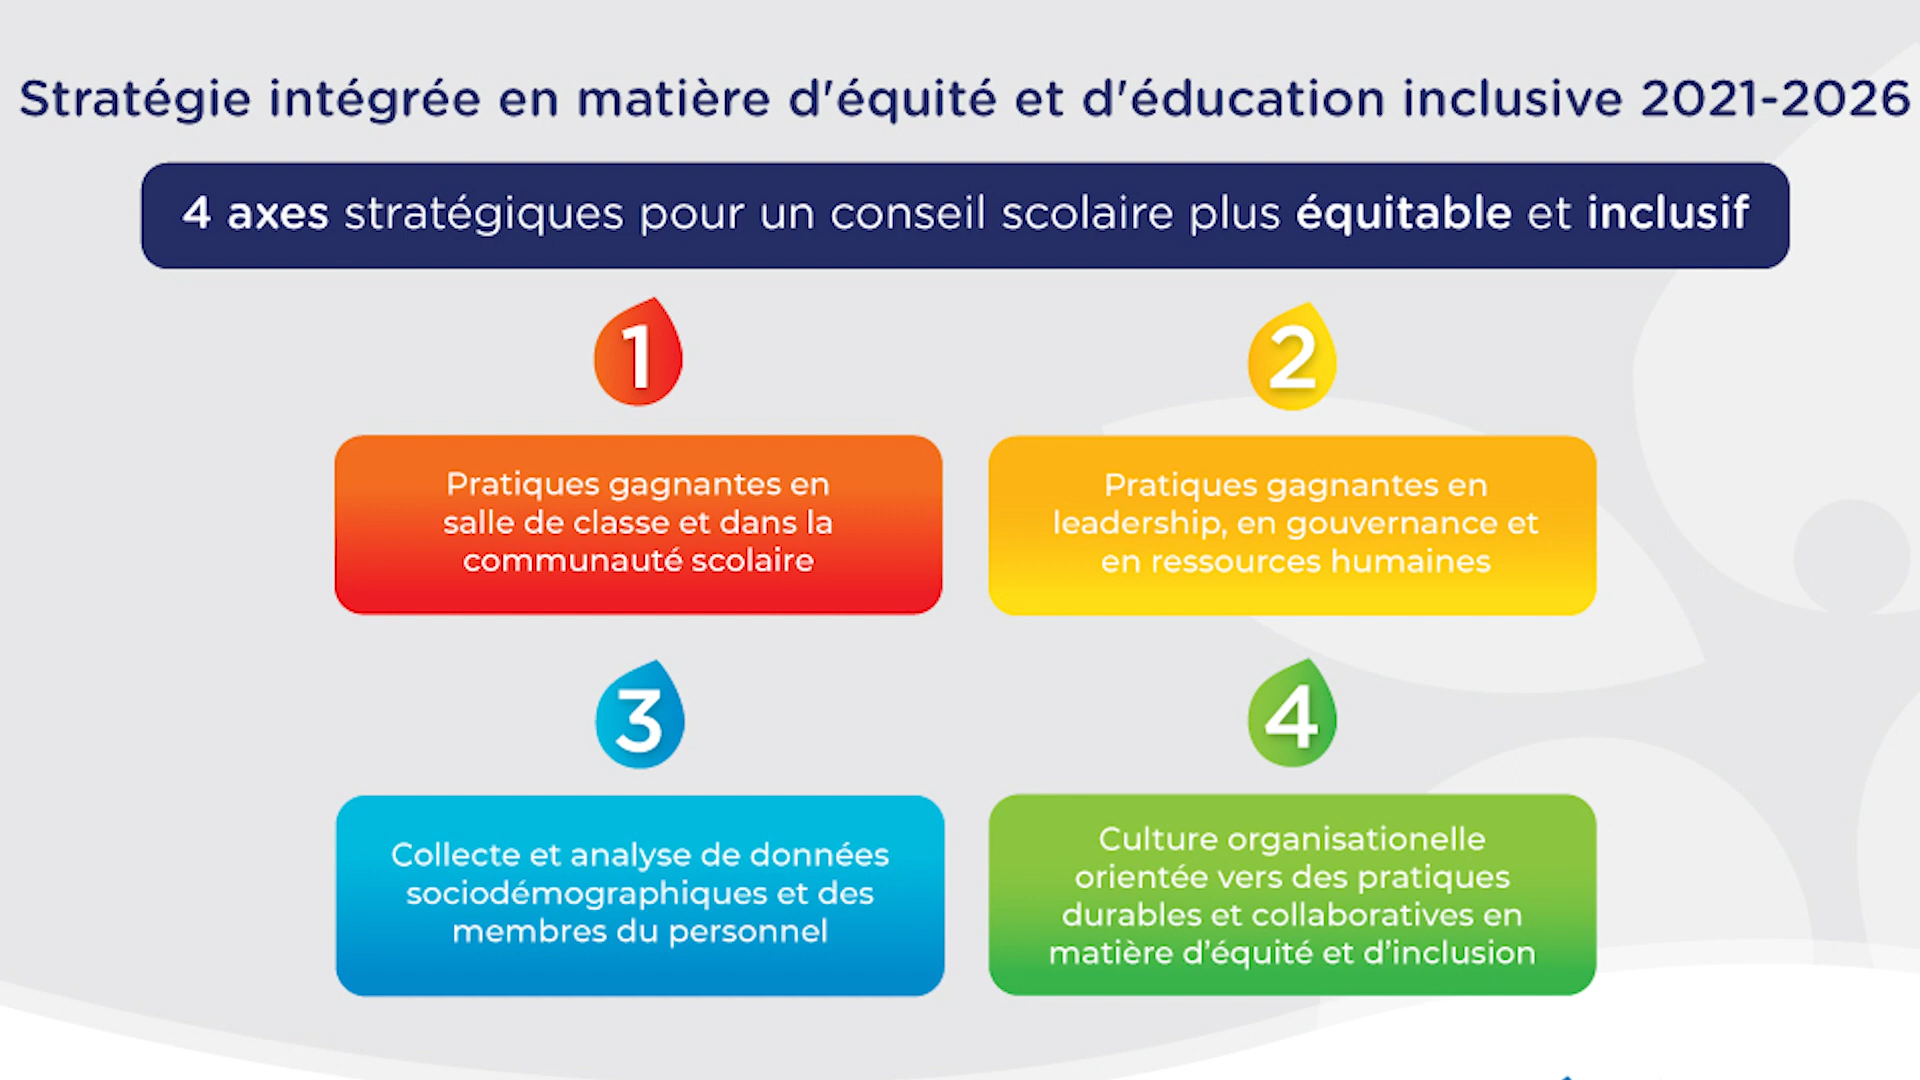 Stratégie intégrée en matière d'équité et d'éducation inclusive 2021-2026
4 axes stratégiques pour un conseil scolaire plus équitable et inclusif
1
Pratiques gagnantes en
salle de classe et dans la
communauté scolaire
2
Pratiques gagnantes en
leadership, en gouvernance et
en ressources humaines
3
Collecte et analyse de données
sociodémographiques et des
membres du personnel
4
Culture organisationelle
orientée vers des pratiques
durables et collaboratives en
matière d’équité et d’inclusion